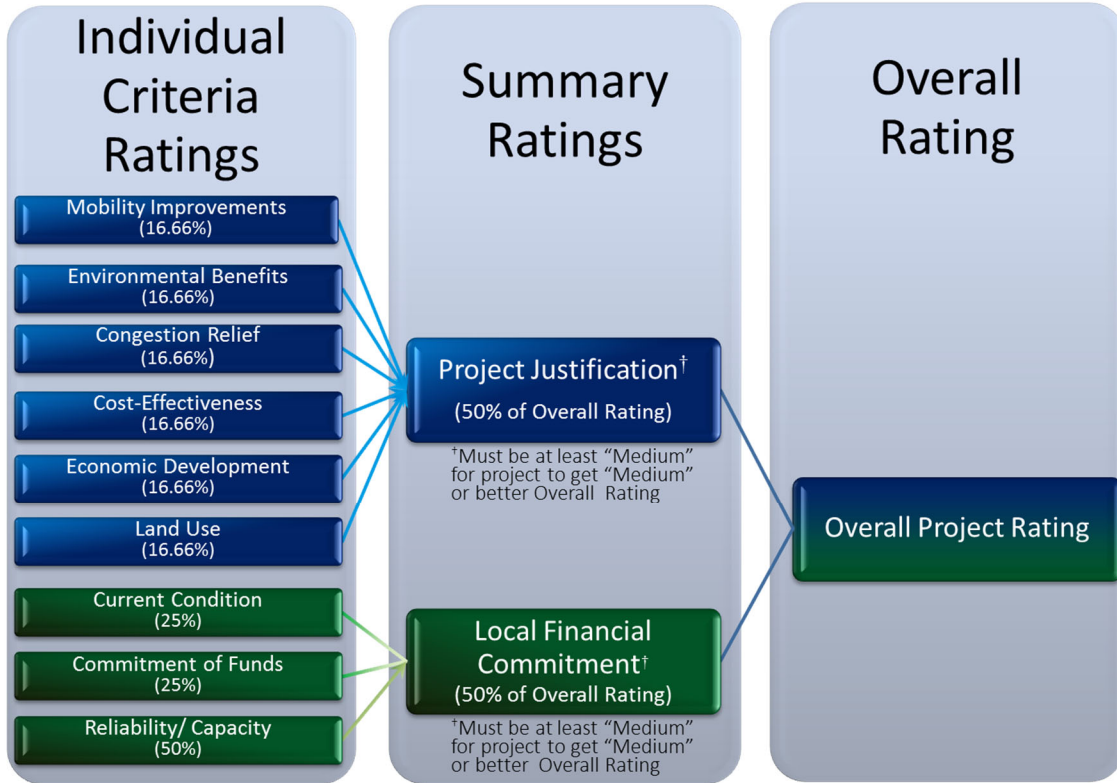 Individual
Criteria
Ratings
Mobility Improvements
(16.66%)
Environmental Benefits
(16.66%)
Congestion Relief
(16.66%)
Cost-Effectiveness
(16.66%)
Economic Development
(16.66%)
Land Use
(16.66%)
Current Condition
(25%)
Commitment of Funds
(25%)
Reliability/ Capacity
(50%)
Summary
Ratings
Project Justification†
(50% of Overall Rating)
†Must be at least “Medium”
for project to get “Medium”
or better Overall Rating
Local Financial
Commitment†
(50% of Overall Rating)
†Must be at least “Medium”
for project to get “Medium”
or better Overall Rating
Overall
Rating
Overall Project Rating